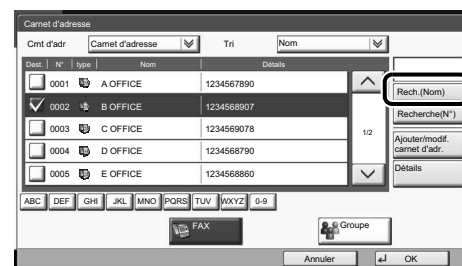 Carnet d'adresse
Crnt d'adr Carnet d'adresse Tri Nom
Dest. N° type Nom Détails
0001 A OFFICE 1234567890
0002 B OFFICE 1234568907
0003 C OFFICE 1234569078
0004 D OFFICE 1234568790
0005 E OFFICE 1234568860
1/2
Rech.(Nom)
Recherche(N°)
Ajouter/modif.
carnet d'adr.
Détails
ABC DEF GHI JKL MNO PQRS TUV WXYZ 0-9
FAX Groupe
Annuler OK